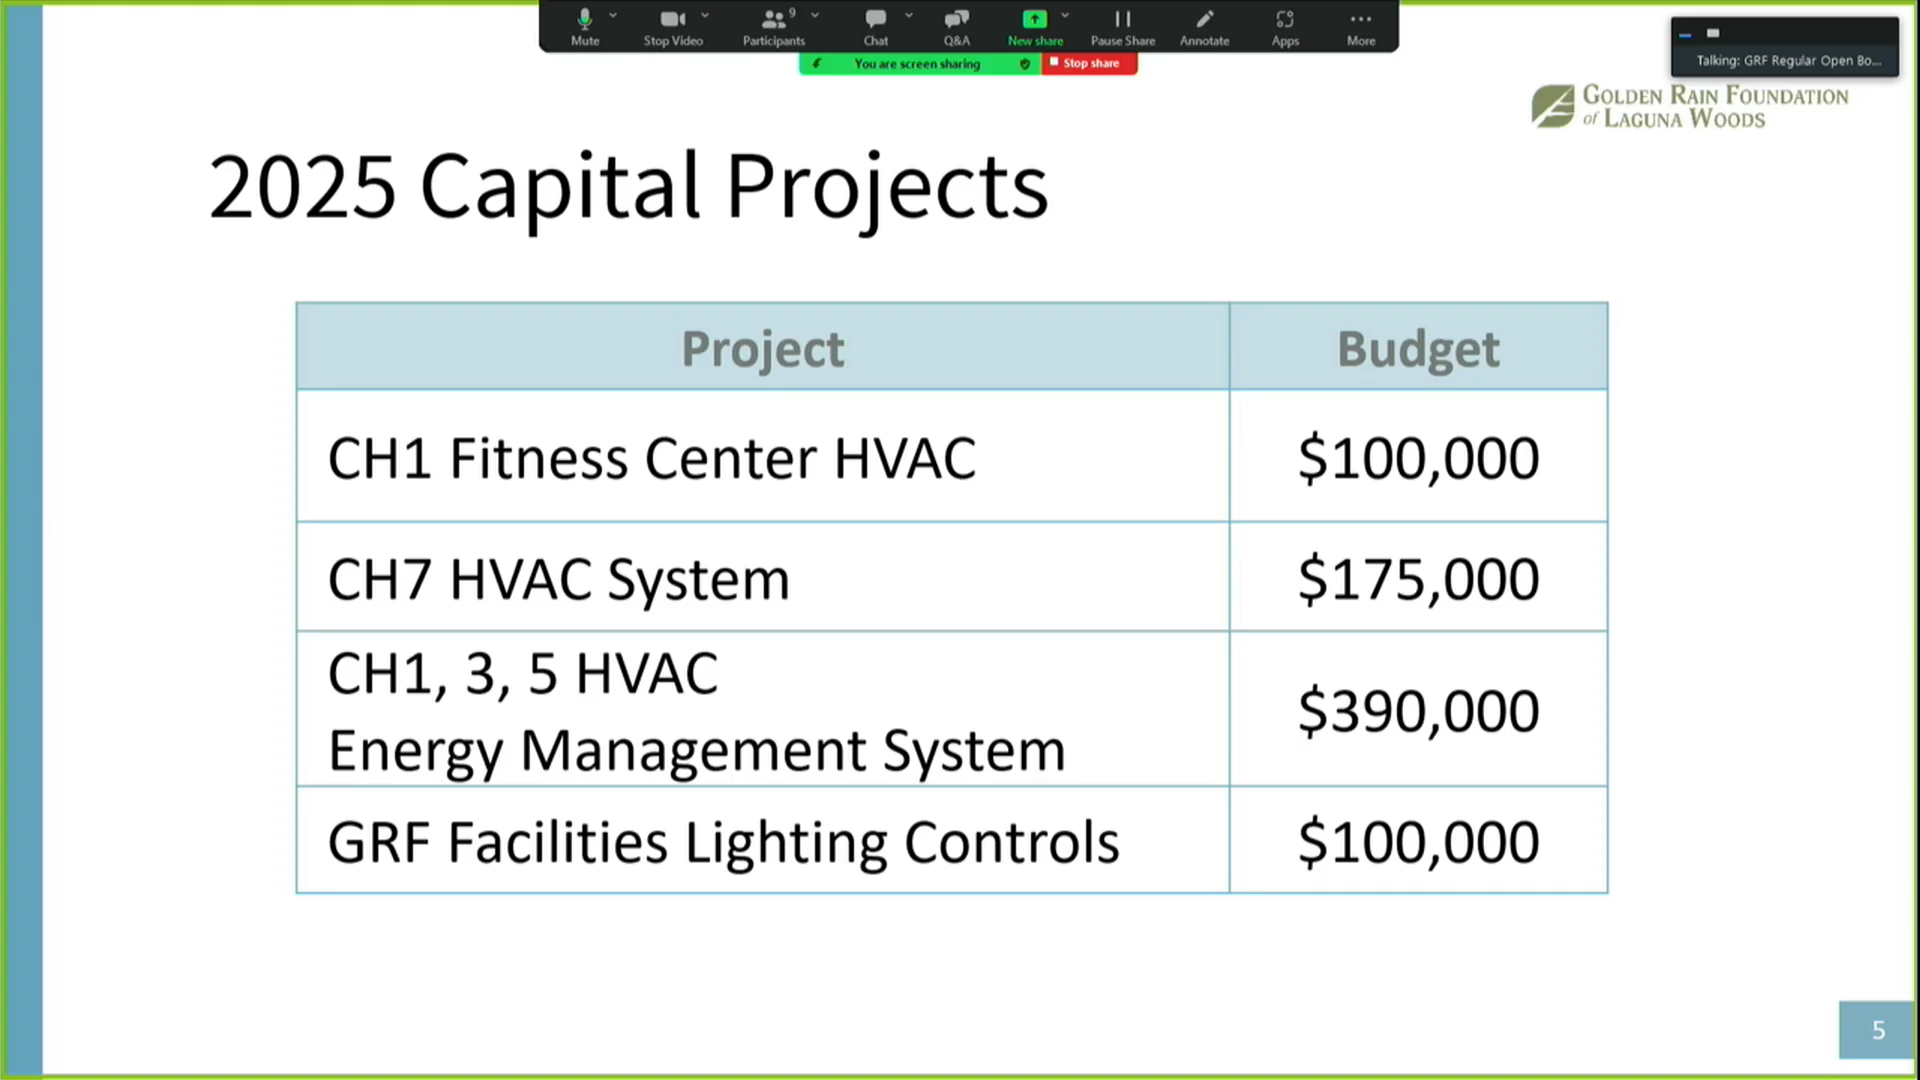 Mute
Stop Video
9
Participants
Chat
Q&A
New share
Pause Share
Annotate
Apps
More
You are screen sharing
Stop share
Talking: GRF Regular Open Bo...
GOLDEN RAIN FOUNDATION
of LAGUNA WOODS
2025 Capital Projects
Project Budget
CH1 Fitness Center HVAC $100,000
CH7 HVAC System $175,000
CH1, 3, 5 HVAC
Energy Management System $390,000
GRF Facilities Lighting Controls $100,000
5